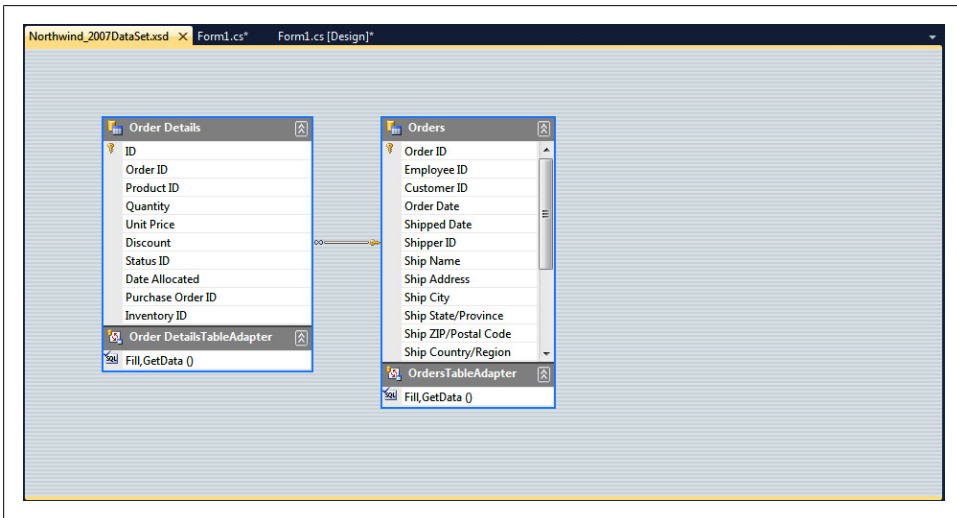 Northwind_2007DataSet.xsd Form1.cs* Form1.cs [Design]*
Order Details
ID
Order ID
Product ID
Quantity
Unit Price
Discount
Status ID
Date Allocated
Purchase Order ID
Inventory ID
Order DetailsTableAdapter
SQL Fill,GetData ()
Orders
Order ID
Employee ID
Customer ID
Order Date
Shipped Date
Shipper ID
Ship Name
Ship Address
Ship City
Ship State/Province
Ship ZIP/Postal Code
Ship Country/Region
OrdersTableAdapter
SQL Fill,GetData ()